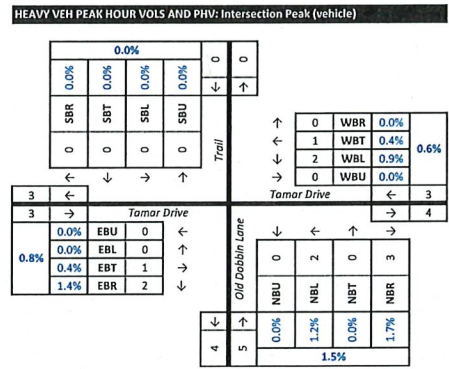 HEAVY VEH PEAK HOUR VOLS AND PHV: Intersection Peak (vehicle)
0.0%
0.0% 0.0% 0.0% 0.0%
SBR SBT SBL SBU
0 0 0 0
← ↓ → ↑
0 0
↓ ↑
Trail
↑ 0 WBR 0.0%
← 1 WBT 0.4%
↓ 2 WBL 0.9%
→ 0 WBU 0.0%
0.6%
Tamar Drive ← 3
→ 4
3 ←
3 → Tamar Drive
0.8%
0.0% EBU 0 ←
0.0% EBL 0 ↑
0.4% EBT 1 →
1.4% EBR 2 ↓
Old Dobbin Lane
↓ ↑
4 5
↓ ← ↑ →
0 2 0 3
NBU NBL NBT NBR
0.0% 1.2% 0.0% 1.7%
1.5%